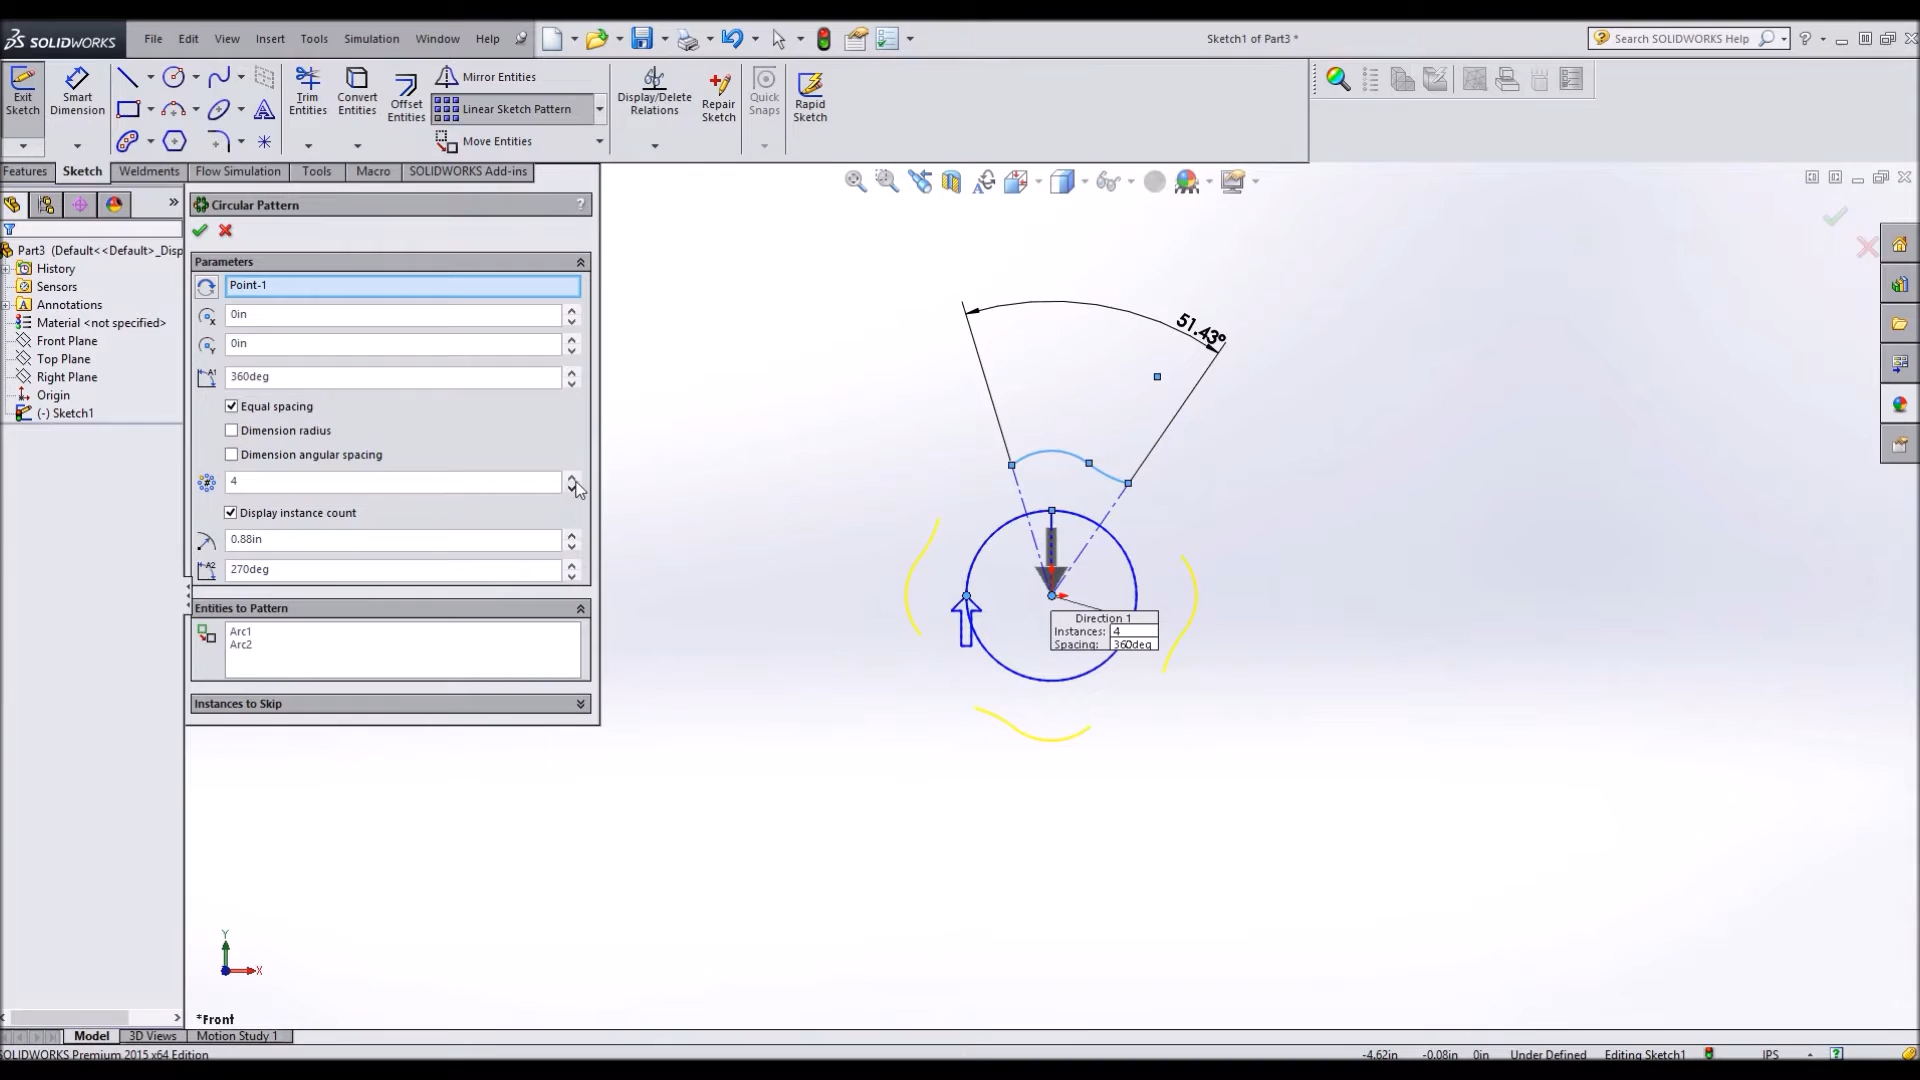 SOLIDWORKS File Edit View Insert Tools Simulation Window Help Sketch1 of Part3 * Search SOLIDWORKS Help
Exit Sketch
Smart Dimension
Trim Entities
Convert Entities
Offset Entities
Mirror Entities
Linear Sketch Pattern
Move Entities
Display/Delete Relations
Repair Sketch
Quick Snaps
Rapid Sketch
Features Sketch Weldments Flow Simulation Tools Macro SOLIDWORKS Add-ins
Circular Pattern ?
Part3 (Default<<Default>_Disp
History
Sensors
Annotations
Material <not specified>
Front Plane
Top Plane
Right Plane
Origin
(-) Sketch1
Parameters
Point-1
0in
0in
A1 360deg
Equal spacing
Dimension radius
Dimension angular spacing
4
Display instance count
0.88in
A2 270deg
Entities to Pattern
Arc1
Arc2
Instances to Skip
51.43°
Direction 1
Instances: 4
Spacing: 360deg
Y
X
*Front
Model 3D Views Motion Study 1
SOLIDWORKS Premium 2015 x64 Edition -4.62in -0.08in 0in Under Defined Editing Sketch1 IPS